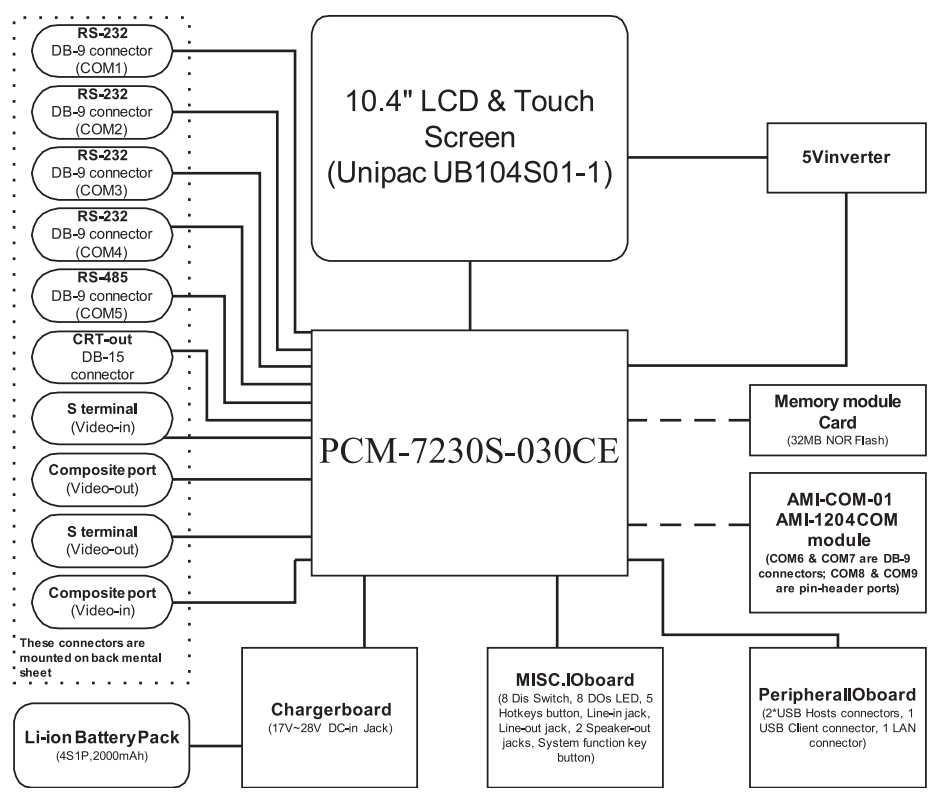 RS-232
DB-9 connector
(COM1)
RS-232
DB-9 connector
(COM2)
RS-232
DB-9 connector
(COM3)
RS-232
DB-9 connector
(COM4)
RS-485
DB-9 connector
(COM5)
CRT-out
DB-15
connector
S terminal
(Video-in)
Composite port
(Video-out)
S terminal
(Video-out)
Composite port
(Video-in)
These connectors are
mounted on back mental
sheet
10.4" LCD & Touch
Screen
(Unipac UB104S01-1)
5Vinverter
PCM-7230S-030CE
Memory module
Card
(32MB NOR Flash)
AMI-COM-01
AMI-1204COM
module
(COM6 & COM7 are DB-9
connectors; COM8 & COM9
are pin-header ports)
Li-ion BatteryPack
(4S1P,2000mAh)
Chargerboard
(17V~28V DC-in Jack)
MISC.IOboard
(8 Dis Switch, 8 DOs LED, 5
Hotkeys button, Line-in jack,
Line-out jack, 2 Speaker-out
jacks, System function key
button)
PeripherallOboard
(2*USB Hosts connectors, 1
USB Client connector, 1 LAN
connector)